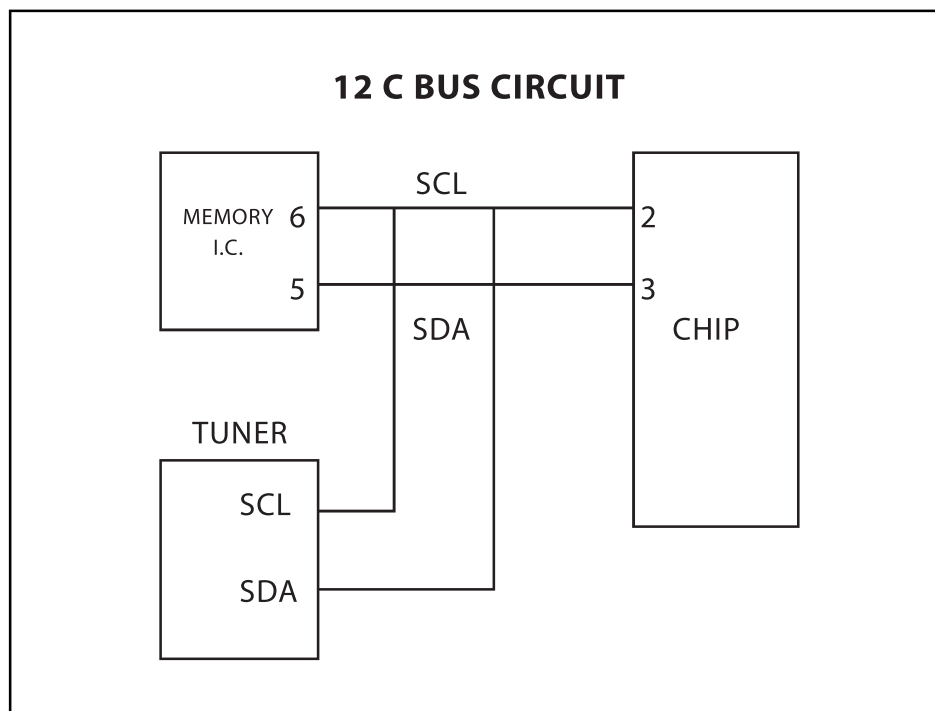 12 C BUS CIRCUIT
SCL
MEMORY 6
I.C.
5
2
3
SDA
CHIP
TUNER
SCL
SDA